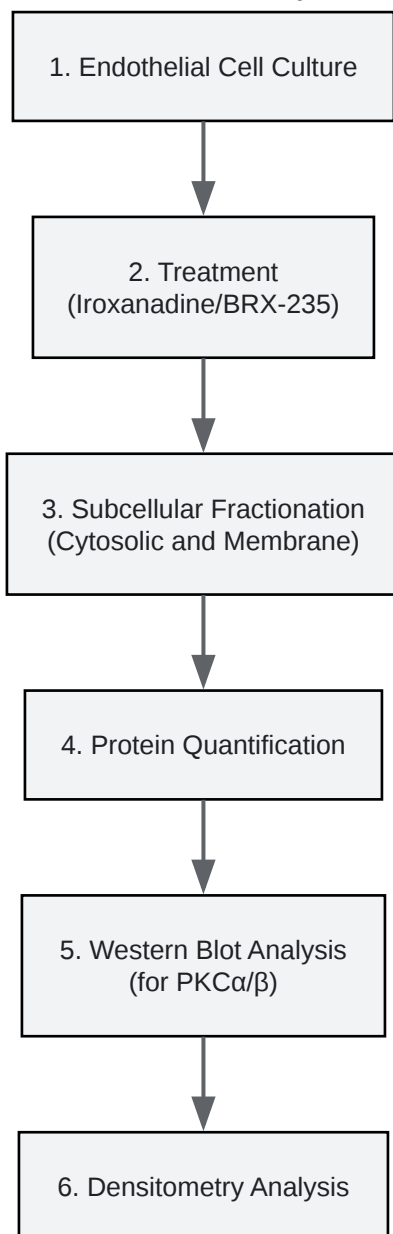 1. Endothelial Cell Culture
2. Treatment
(Iroxanadine/BRX-235)
3. Subcellular Fractionation
(Cytosolic and Membrane)
4. Protein Quantification
5. Western Blot Analysis
(for PKCα/β)
6. Densitometry Analysis